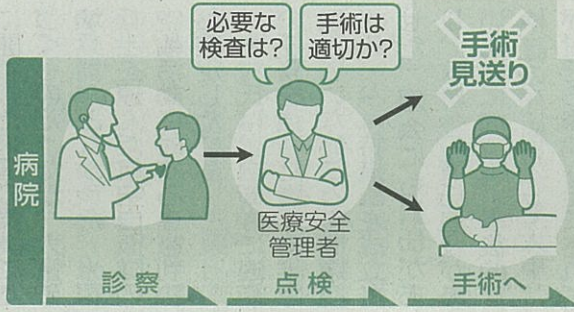 必要な
検査は?
手術は
適切か?
手術
見送り
病院
医療安全
管理者
診察
点検
手術へ